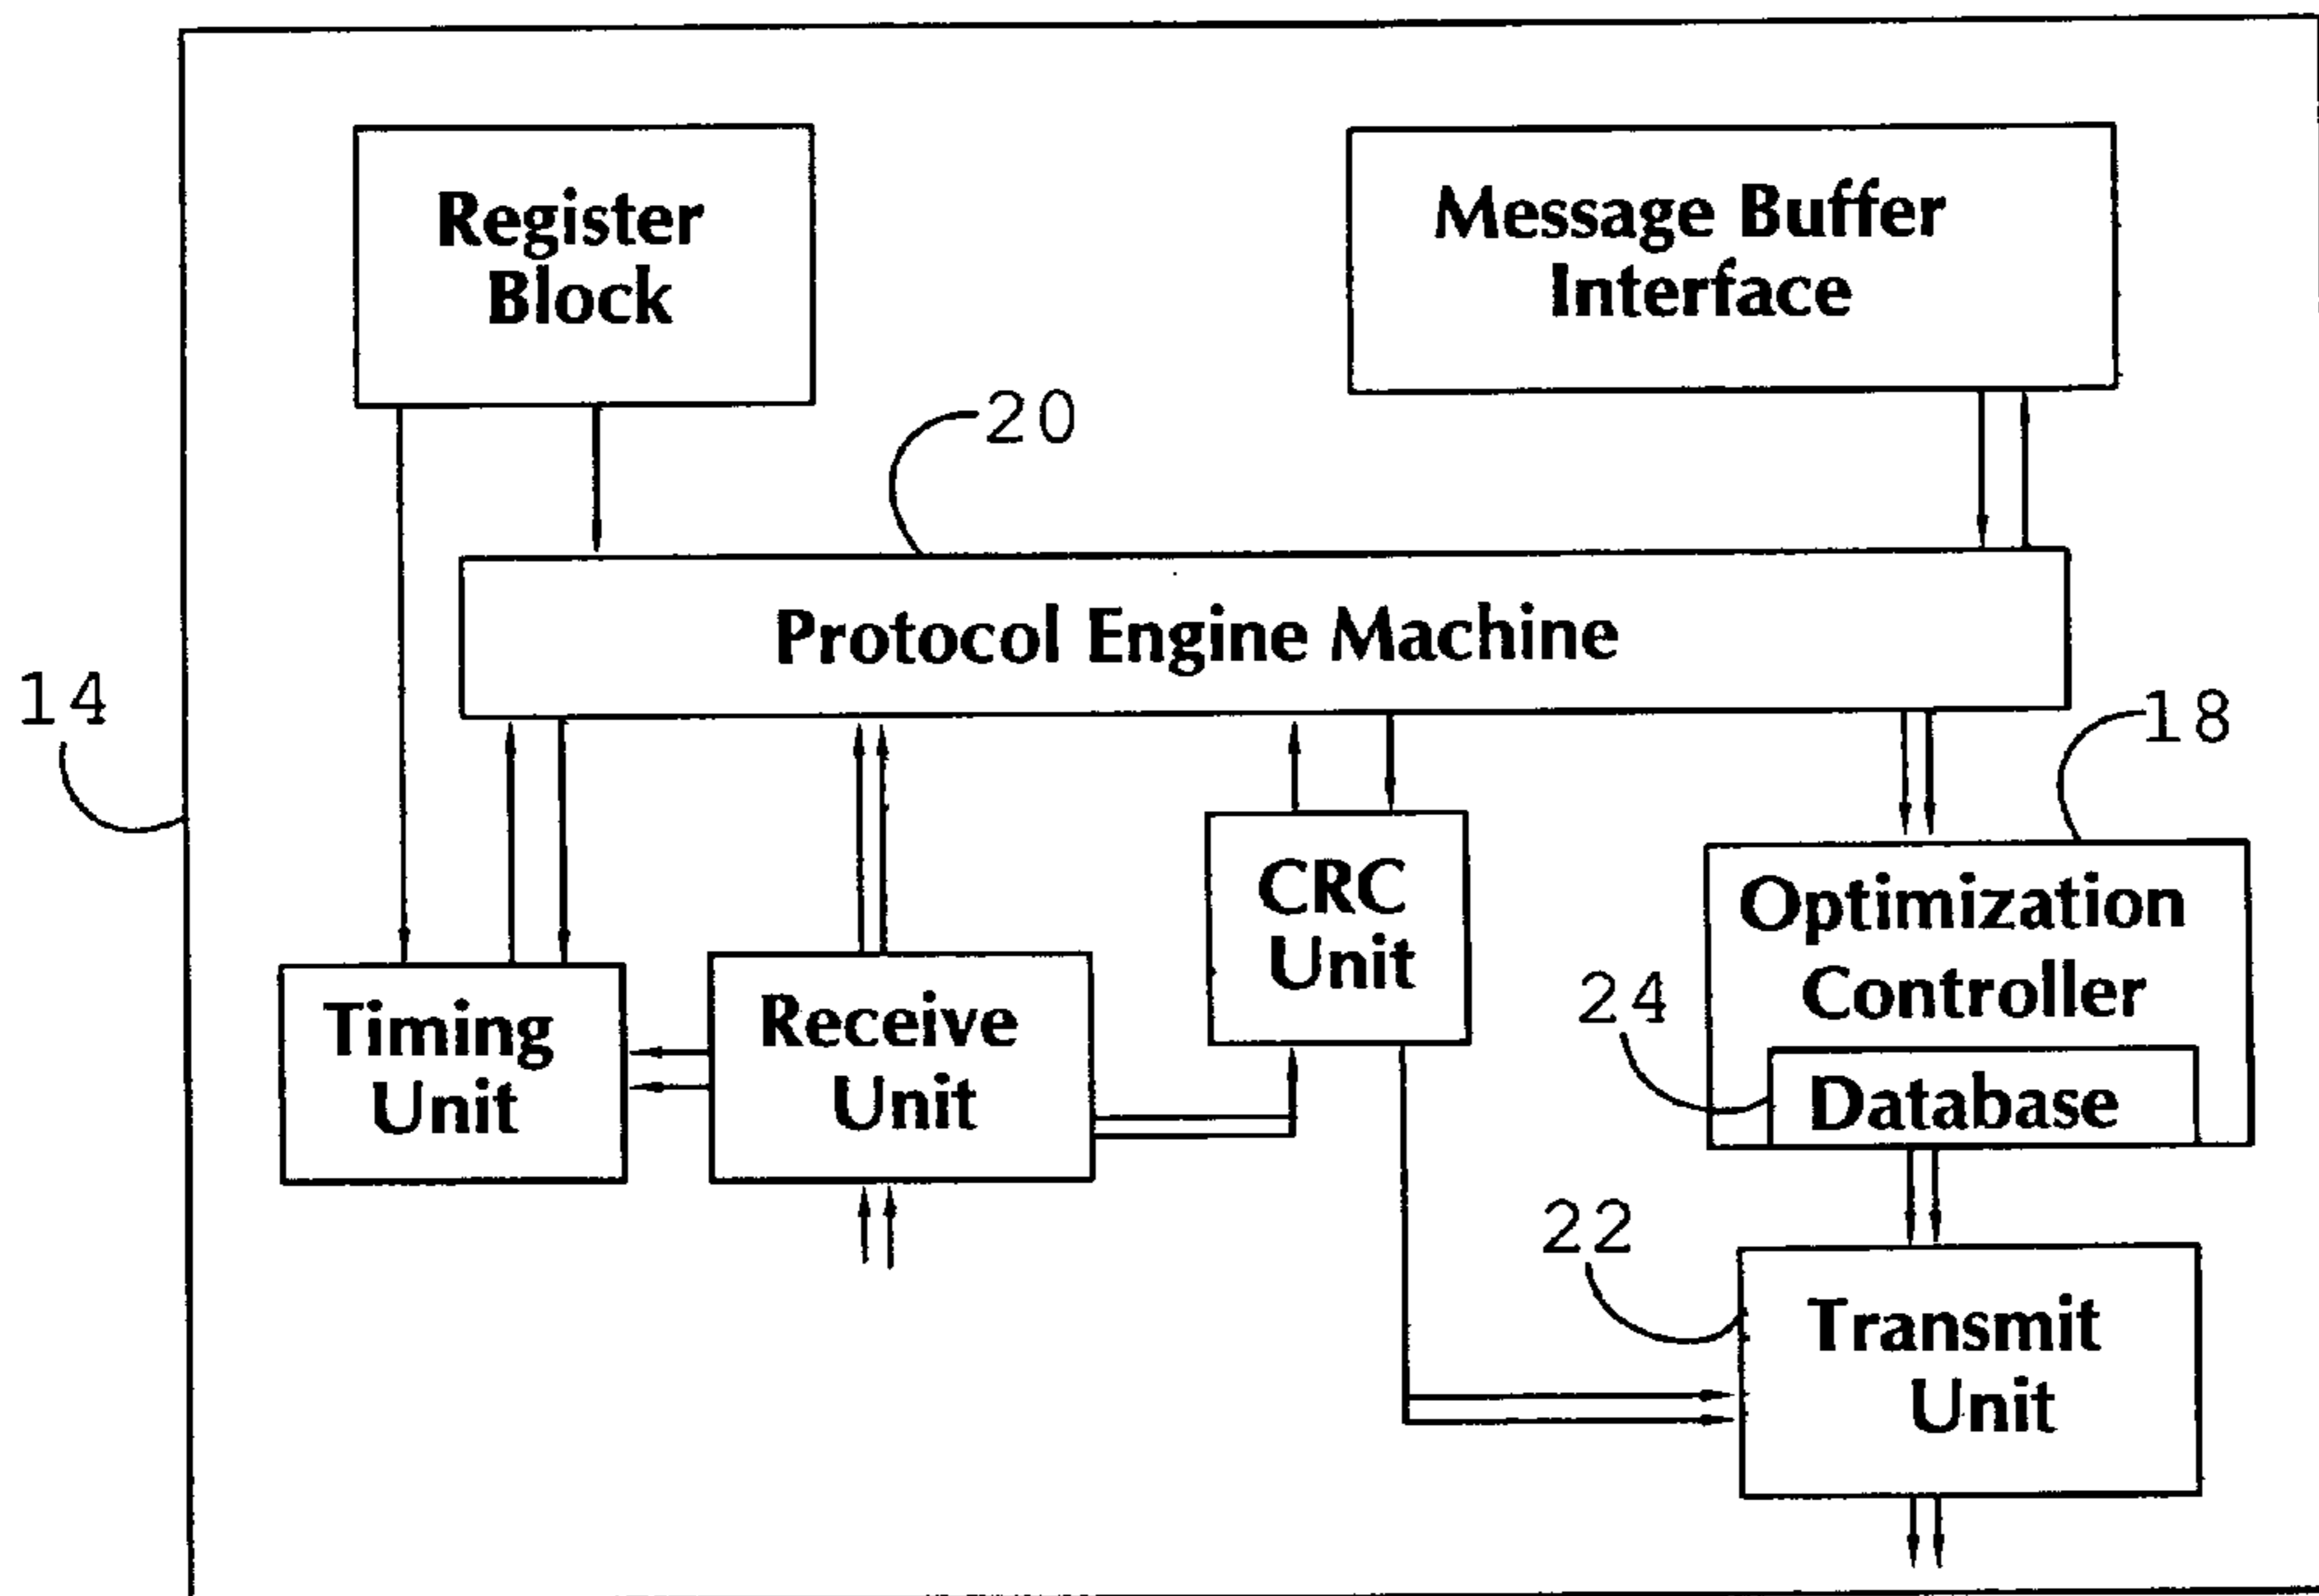 Register
Block
Message Buffer
Interface
20
Protocol Engine Machine
14
18
CRC
Unit
Optimization
Controller
24
Database
Timing
Unit
Receive
Unit
22
Transmit
Unit